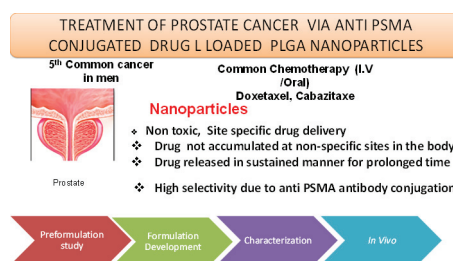 TREATMENT OF PROSTATE CANCER VIA ANTI PSMA
CONJUGATED DRUG L LOADED PLGA NANOPARTICLES
5th Common cancer
in men
Common Chemotherapy (I.V
/Oral)
Doxetaxel, Cabazitaxe
Nanoparticles
❖ Non toxic, Site specific drug delivery
❖ Drug not accumulated at non-specific sites in the body
❖ Drug released in sustained manner for prolonged time
❖ High selectivity due to anti PSMA antibody conjugation
Prostate
Preformulation
study
Formulation
Development
Characterization
In Vivo